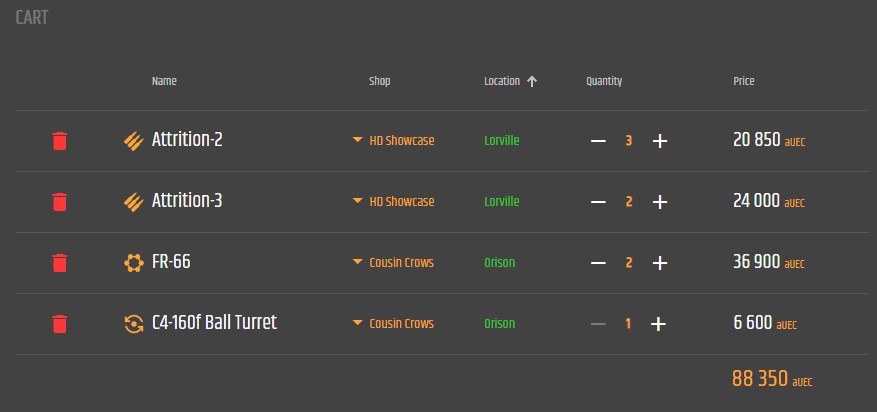 CART
Name Shop Location Quantity Price
Attrition-2 HD Showcase Lorville 3 20 850 aUEC
Attrition-3 HD Showcase Lorville 2 24 000 aUEC
FR-66 Cousin Crows Orison 2 36 900 aUEC
C4-160f Ball Turret Cousin Crows Orison 1 6 600 aUEC
88 350 aUEC